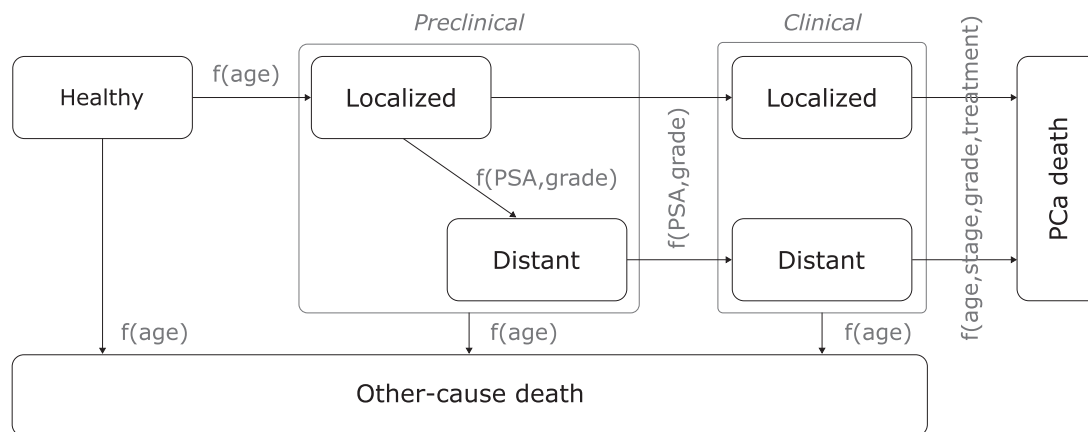 Preclinical
Clinical
Healthy
f(age)
Localized
Localized
f(PSA,grade)
f(PSA,grade)
Distant
Distant
f(age,stage,grade,treatment)
PCa death
f(age)
f(age)
f(age)
Other-cause death